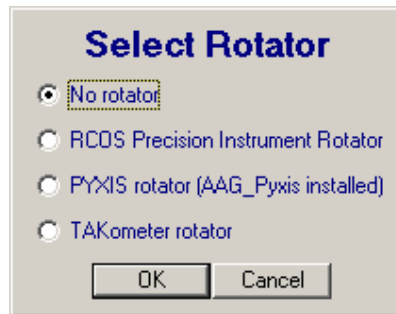 Select Rotator
No rotator
RCOS Precision Instrument Rotator
PYXIS rotator (AAG_Pyxis installed)
TAKometer rotator
OK Cancel